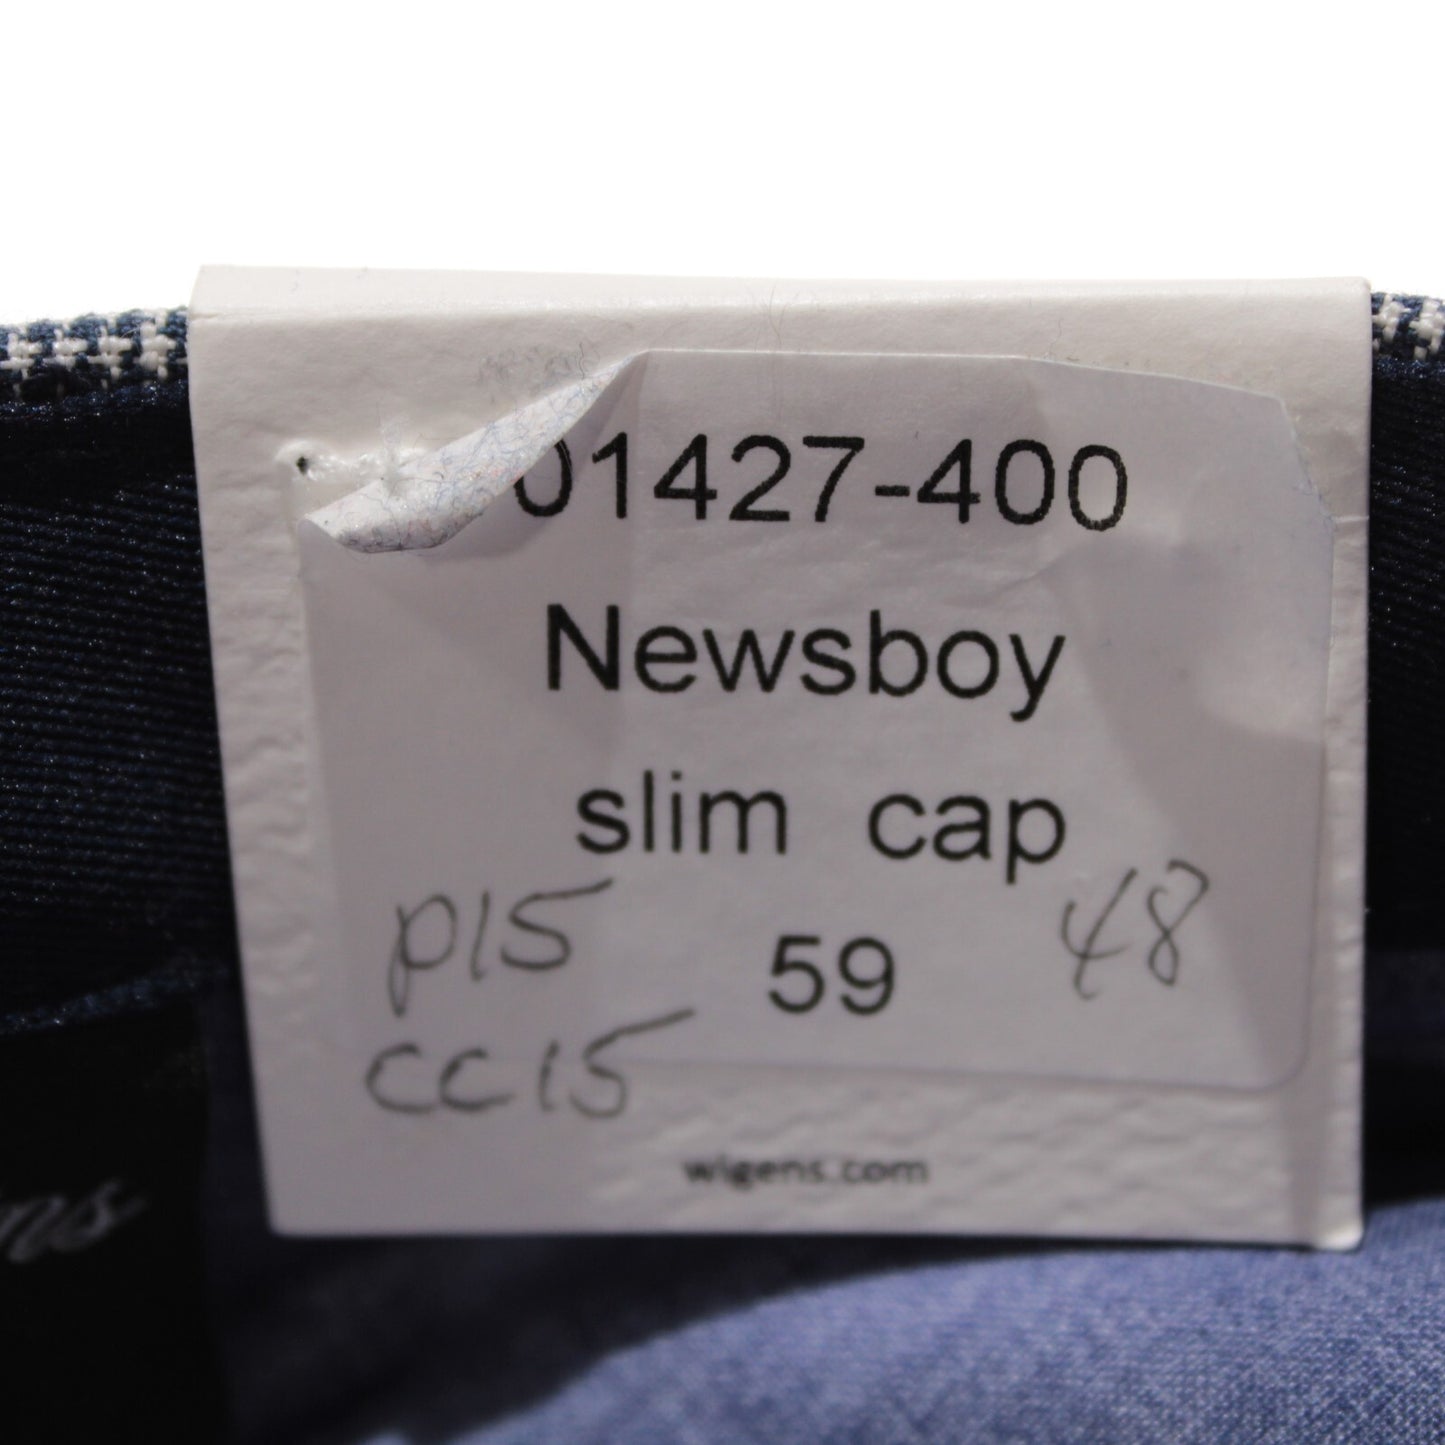 01427-400
Newsboy
slim cap
p15
59
48
cc15
wigens.com